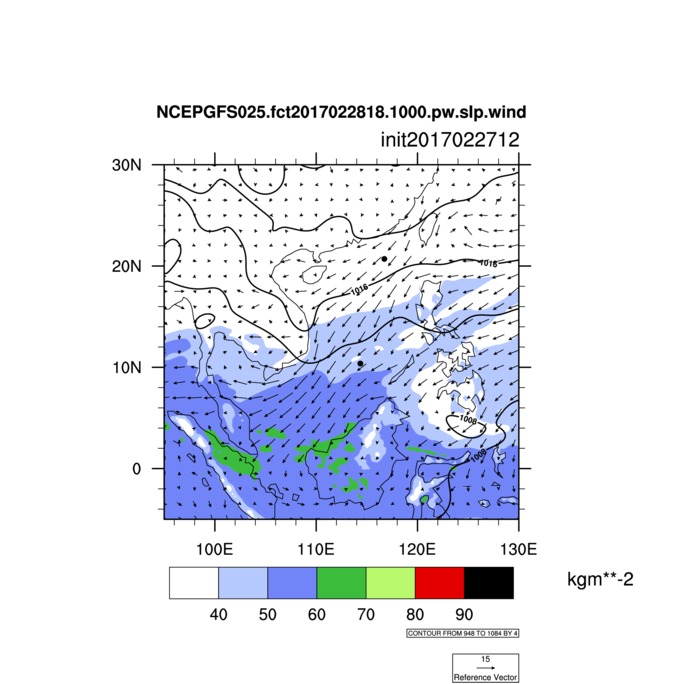 NCEPGFS025.fct2017022818.1000.pw.slp.wind
init2017022712
30N
20N
10N
0
1016
1016
1008
1008
100E 110E 120E 130E
40 50 60 70 80 90
kgm**-2
CONTOUR FROM 948 TO 1084 BY 4
15
Reference Vector